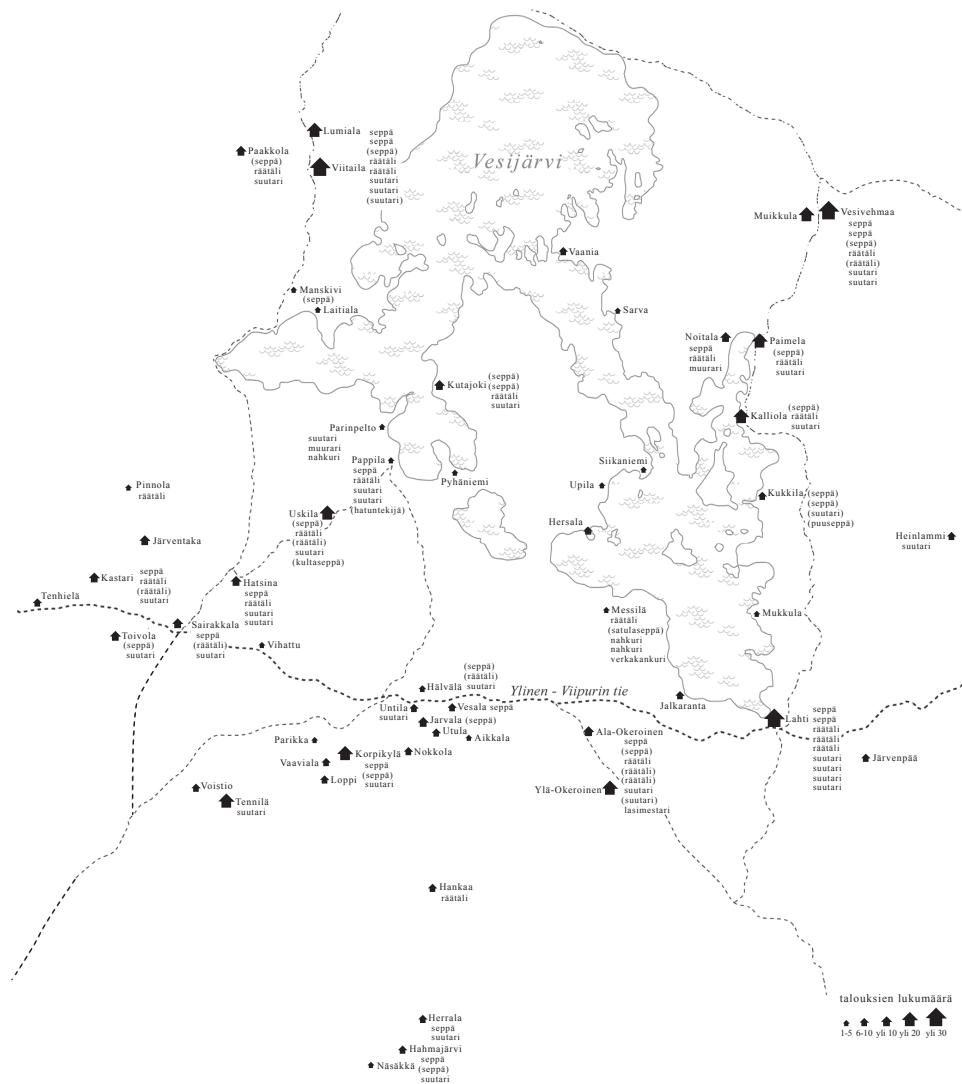 Lumiala
seppä
seppä
(seppä)
räätäli
räätäli
suutari
suutari
(suutari)
Viitaila
Paakkola
(seppä)
räätäli
suutari
Vesijärvi
Muikkula
Vesivehmaa
seppä
seppä
(seppä)
räätäli
(räätäli)
suutari
suutari
Vaania
Manskivi
(seppä)
Laitiala
Sarva
Noitala
seppä
räätäli
muurari
Paimela
(seppä)
räätäli
suutari
Kutajoki
(seppä)
(seppä)
räätäli
suutari
Kalliola
(seppä)
räätäli
suutari
Parinpelto
suutari
muurari
nahkuri
Pappila
seppä
räätäli
suutari
suutari
(hatuntekijä)
Pyhäniemi
Siikaniemi
Upila
Pinnola
räätäli
Kukkila
(seppä)
(seppä)
(suutari)
(puuseppä)
Uskila
(seppä)
räätäli
(räätäli)
suutari
(kultaseppä)
Hersala
Heinlammi
suutari
Järventaka
Kastari
seppä
räätäli
(räätäli)
suutari
Hatsina
seppä
räätäli
suutari
suutari
Tenhielä
Messilä
räätäli
(satulaseppä)
nahkuri
nahkuri
verkakankuri
Mukkula
Sairakkala
seppä
(räätäli)
suutari
Toivola
(seppä)
suutari
Vihattu
(seppä)
(räätäli)
suutari
Hälvälä
Ylinen - Viipurin tie
Jalkaranta
Untila
suutari
Vesala seppä
Jarvala (seppä)
Utula
Aikkala
Lahti
seppä
seppä
räätäli
räätäli
räätäli
suutari
suutari
suutari
suutari
Ala-Okeroinen
seppä
(seppä)
räätäli
(räätäli)
(räätäli)
suutari
(suutari)
lasimestari
Ylä-Okeroinen
Parikka
Korpikylä
seppä
(seppä)
suutari
Nokkola
Vaaviala
Loppi
Järvenpää
Voistio
Tennilä
suutari
Hankaa
räätäli
talouksien lukumäärä
1-5 6-10 yli 10 yli 20 yli 30
Herrala
seppä
suutari
Hahmajärvi
seppä
(seppä)
suutari
Näsäkkä